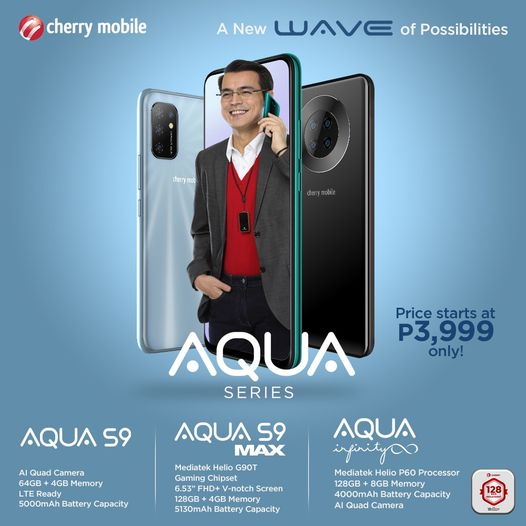 cherry mobile
A New WAVE of Possibilities
cherry mobile
cherry mobile
Price starts at
₱3,999
only!
AQUA
SERIES
AQUA S9
AI Quad Camera
64GB + 4GB Memory
LTE Ready
5000mAh Battery Capacity
AQUA S9
MAX
Mediatek Helio G90T
Gaming Chipset
6.53” FHD+ V-notch Screen
128GB + 4GB Memory
5130mAh Battery Capacity
AQUA
infinity
Mediatek Helio P60 Processor
128GB + 8GB Memory
4000mAh Battery Capacity
AI Quad Camera
128